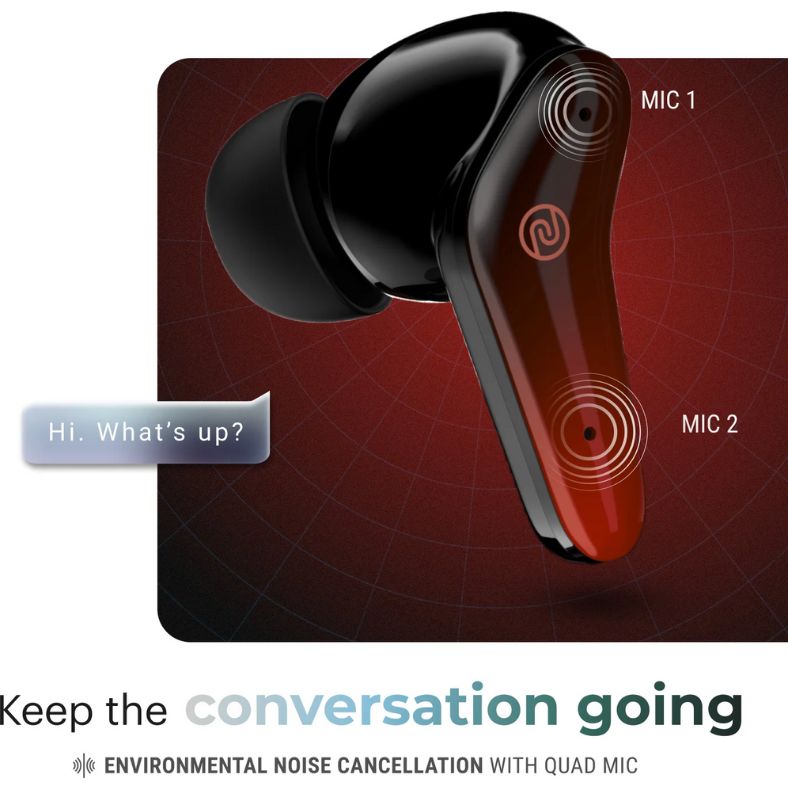 MIC 1
MIC 2
Hi. What's up?
Keep the conversation going
ENVIRONMENTAL NOISE CANCELLATION WITH QUAD MIC